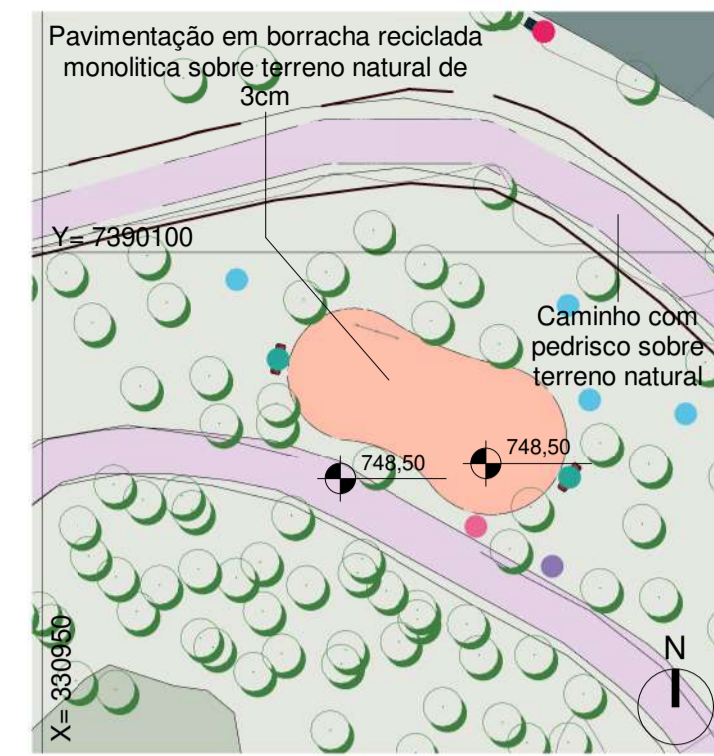 Pavimentação em borracha reciclada
monolitica sobre terreno natural de
3cm
Y= 7390100
Caminho com
pedrisco sobre
terreno natural
748,50
748,50
X= 330950
N